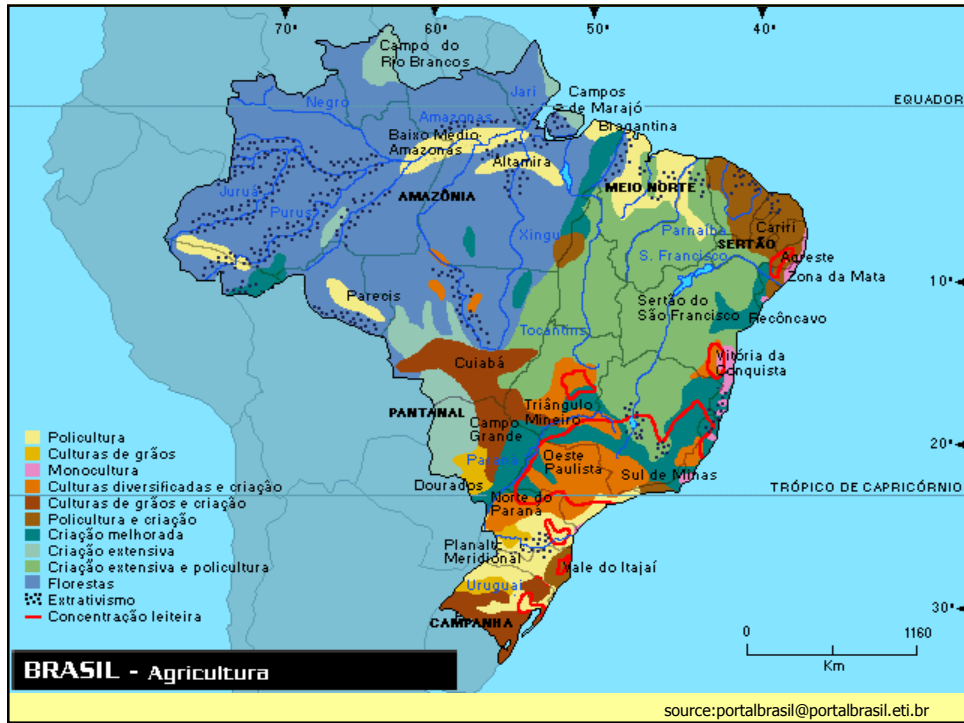 70°
60°
50°
40°
Campo do
Rio Brancos
Negro
Jari
Campos
de Marajó
EQUADOR
Amazonas
Bragantina
Baixo Médio
Amazonas
Altamira
MEIO NORTE
Juruá
AMAZÔNIA
Purus
Xingu
Parnaíba
Cariri
SERTÃO
S. Francisco
Agreste
Zona da Mata
10°
Parecis
Sertão do
São Francisco
Recôncavo
Tocantins
Vitória da
Conquista
Cuiabá
Triângulo
Mineiro
PANTANAL
Campo
Grande
Oeste
Paulista
20°
Paraná
Sul de Minas
Dourados
TRÓPICO DE CAPRICÓRNIO
Norte do
Paraná
Planalto
Meridional
Vale do Itajaí
Uruguai
CAMPANHA
30°
Policultura
Culturas de grãos
Monocultura
Culturas diversificadas e criação
Culturas de grãos e criação
Policultura e criação
Criação melhorada
Criação extensiva
Criação extensiva e policultura
Florestas
Extrativismo
Concentração leiteira
0
1160
Km
BRASIL - Agricultura
source:portalbrasil@portalbrasil.eti.br